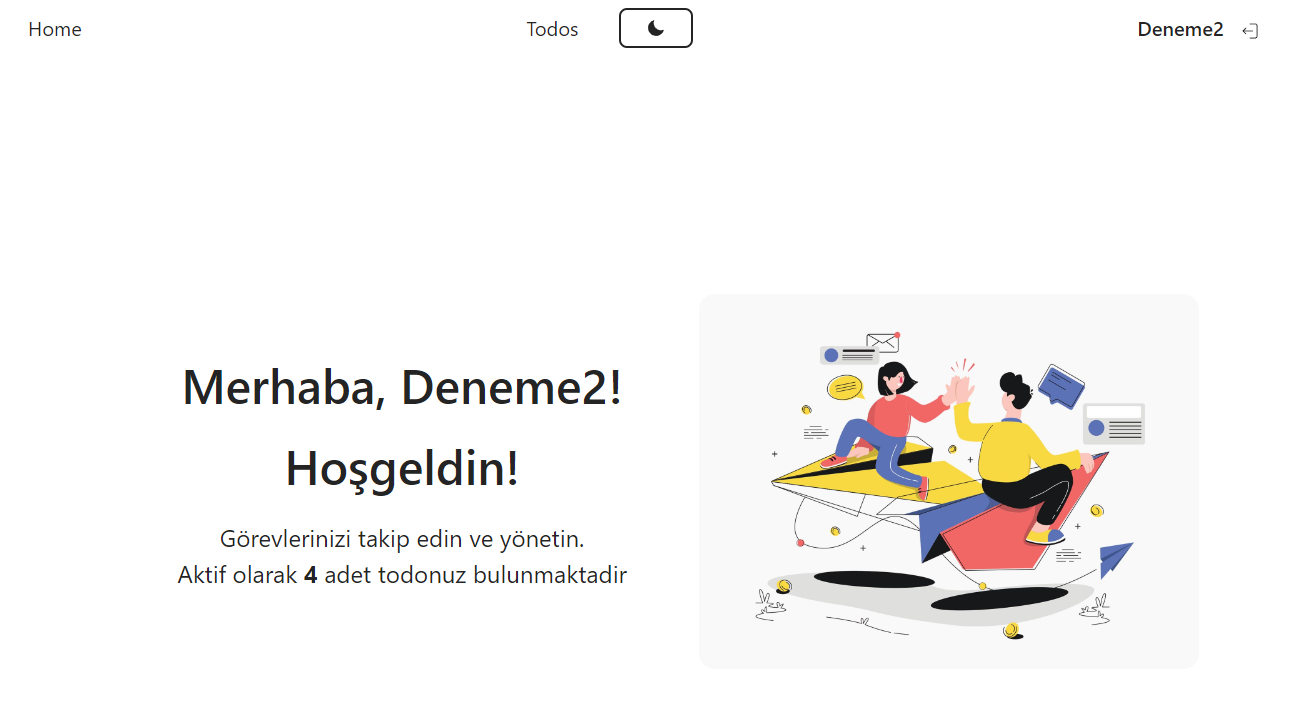 Home
Todos
Deneme2
Merhaba, Deneme2!
Hoşgeldin!
Görevlerinizi takip edin ve yönetin.
Aktif olarak 4 adet todonuz bulunmaktadir